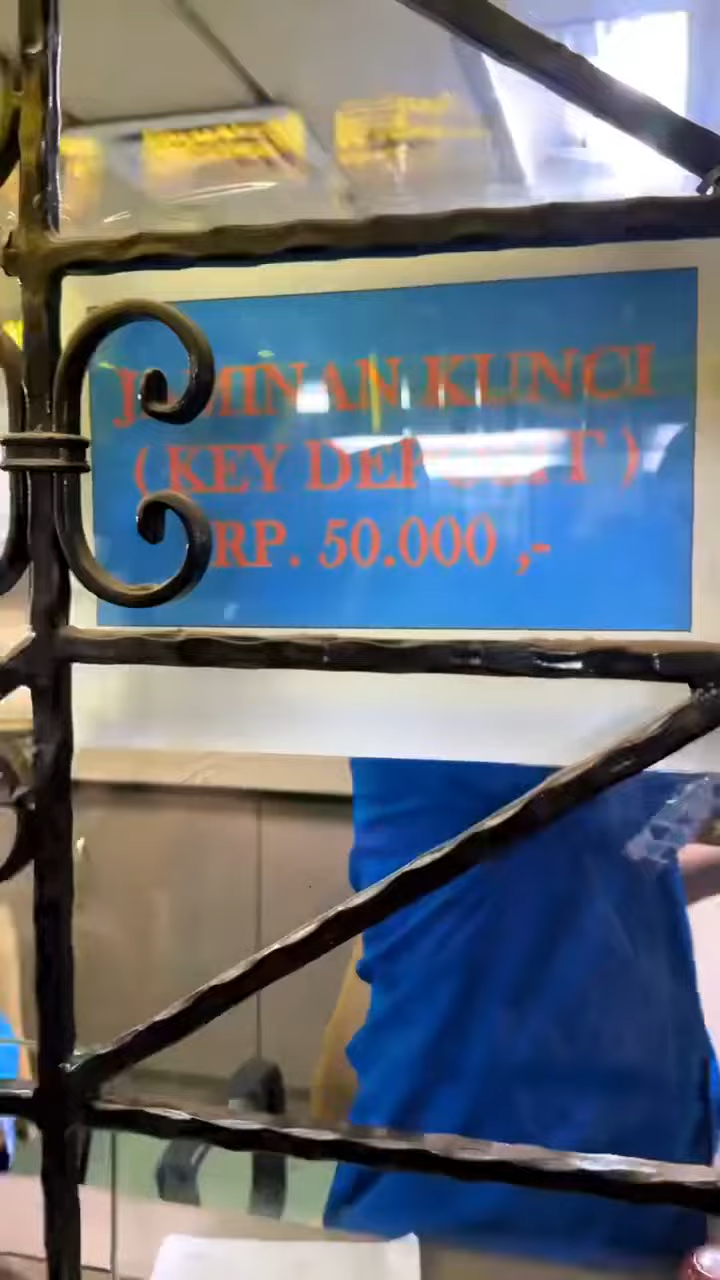 JAMINAN KUNCI
( KEY DEPOSIT )
RP. 50.000 ,-